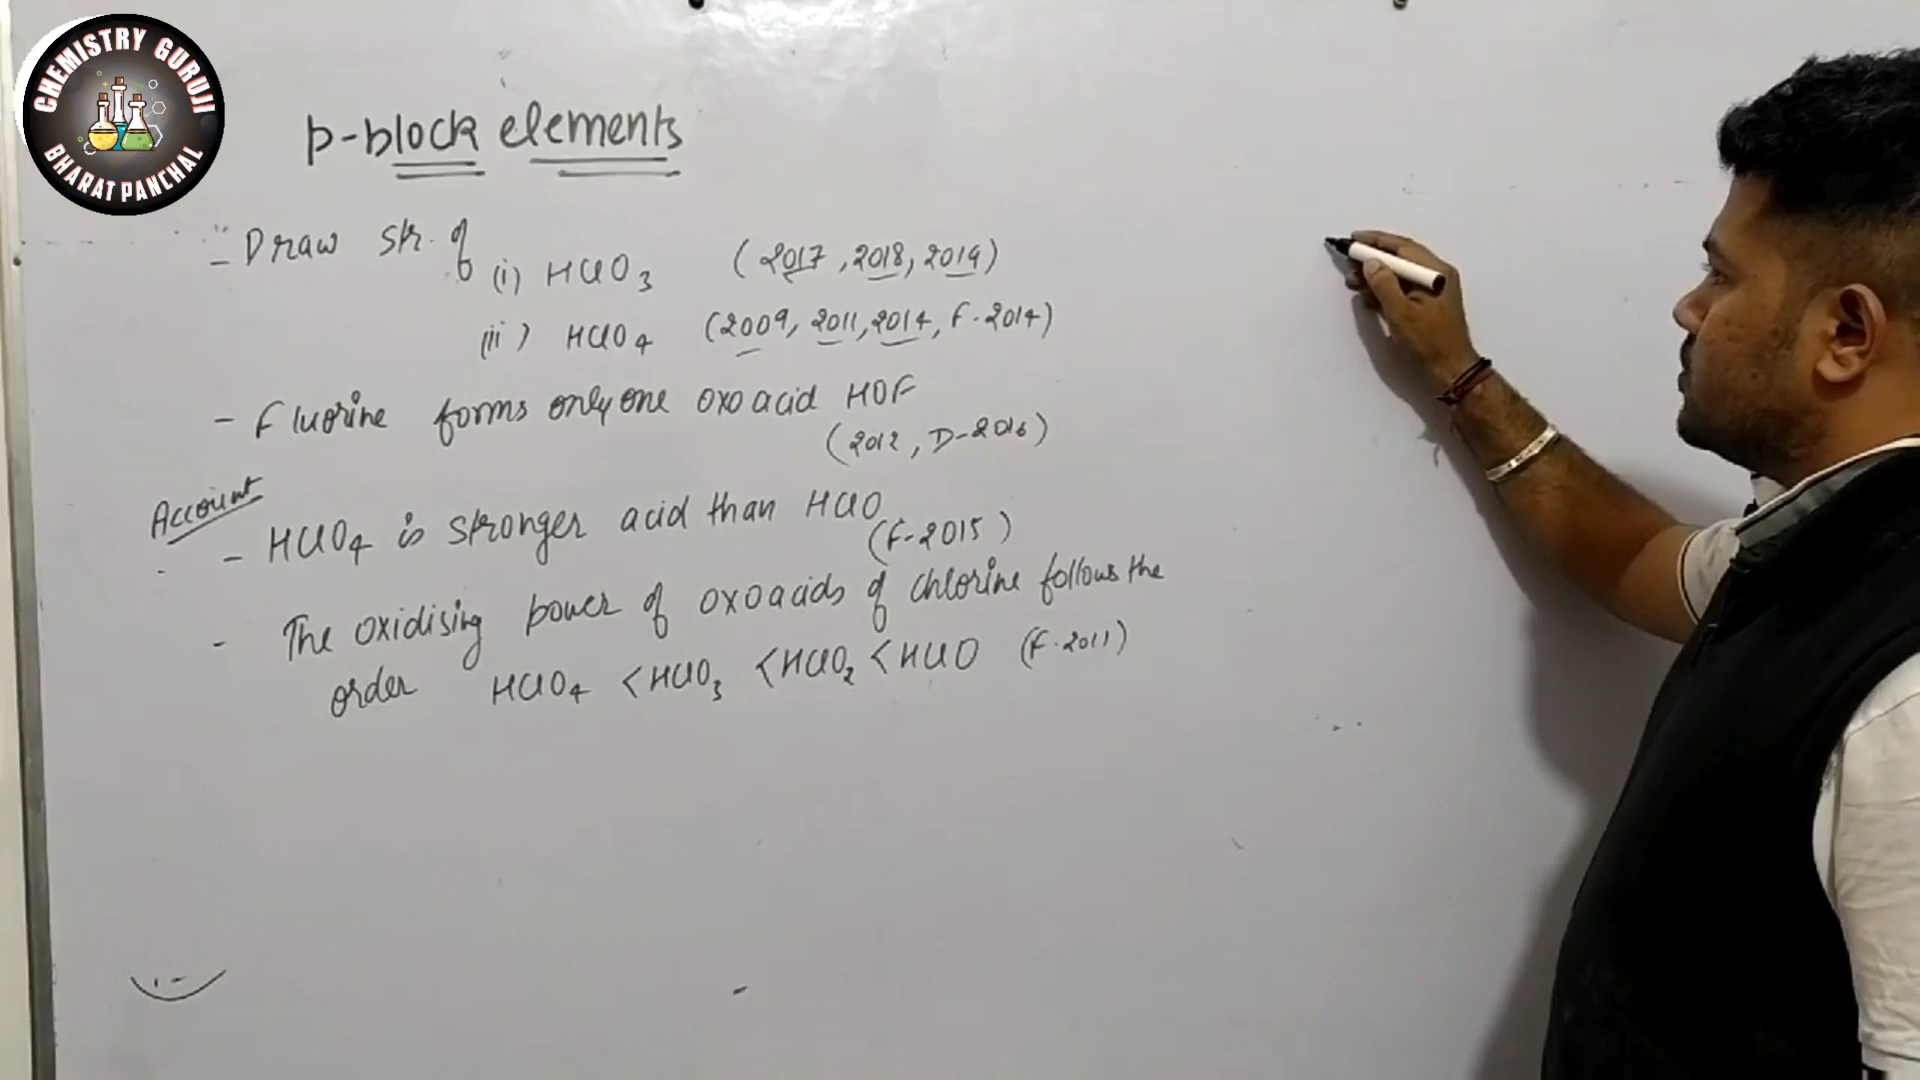 CHEMISTRY GURUJI
BHARAT PANCHAL
p-block elements
- Draw str. of
(i) HClO3 (2017, 2018, 2019)
(ii) HClO4 (2009, 2011, 2014, F-2014)
- Fluorine forms only one oxoacid HOF
(2012, D-2016)
Account
- HClO4 is stronger acid than HClO
(F-2015)
- The oxidising power of oxoacids of chlorine follows the
order HClO4 < HClO3 < HClO2 < HClO (F-2011)